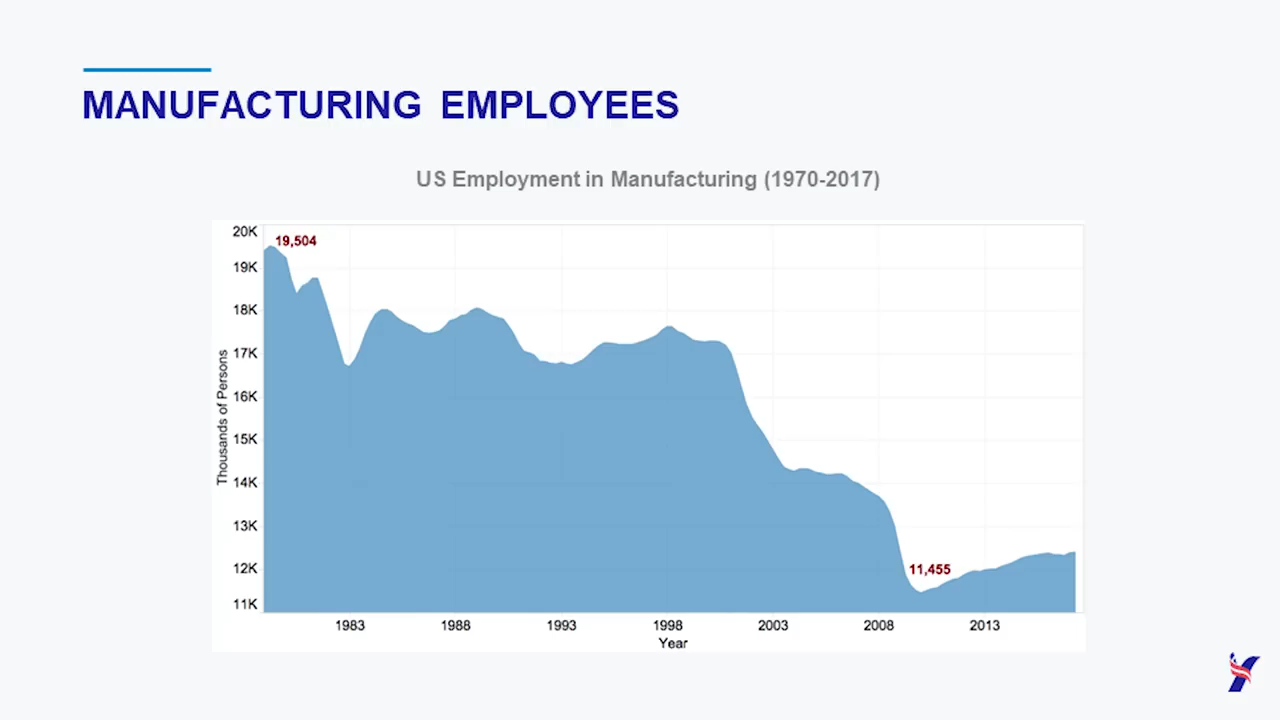 MANUFACTURING EMPLOYEES
US Employment in Manufacturing (1970-2017)
20K
19,504
19K
18K
17K
16K
15K
14K
13K
12K
11K
Thousands of Persons
11,455
1983 1988 1993 1998 2003 2008 2013
Year